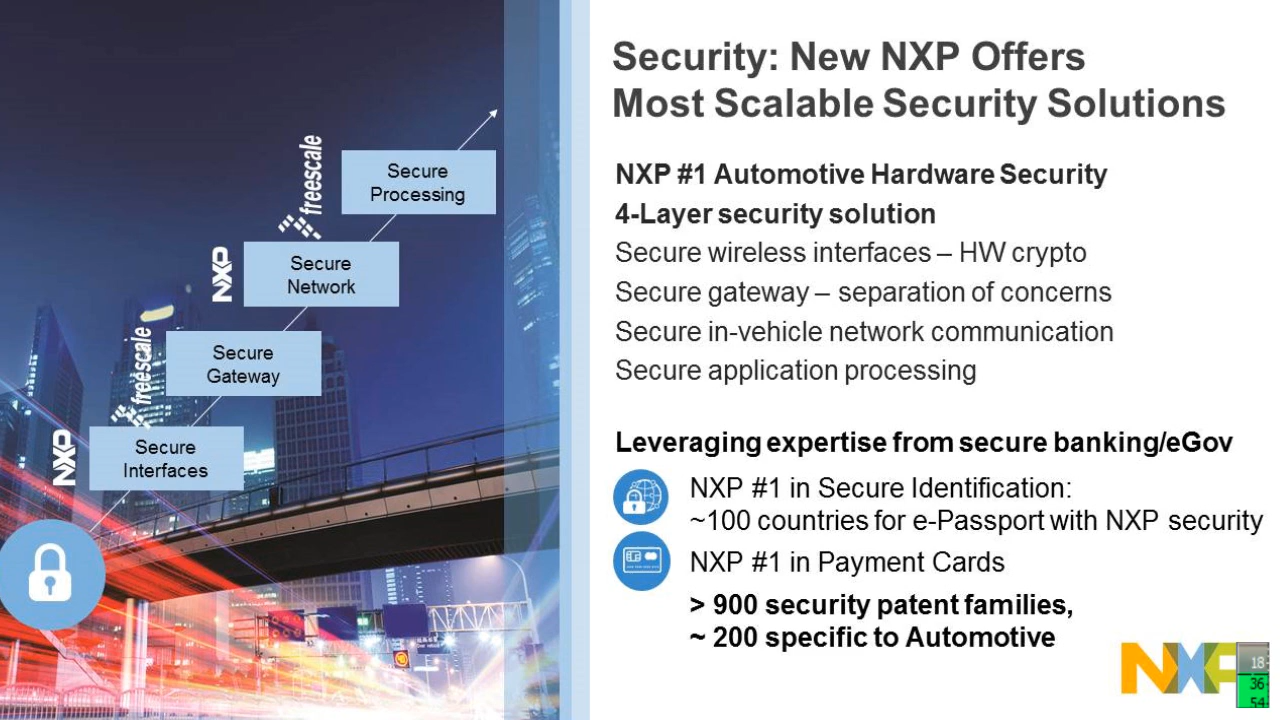 Security: New NXP Offers
Most Scalable Security Solutions
NXP #1 Automotive Hardware Security
4-Layer security solution
Secure wireless interfaces – HW crypto
Secure gateway – separation of concerns
Secure in-vehicle network communication
Secure application processing
Leveraging expertise from secure banking/eGov
NXP #1 in Secure Identification:
~100 countries for e-Passport with NXP security
NXP #1 in Payment Cards
> 900 security patent families,
~ 200 specific to Automotive
freescale
Secure
Processing
NXP
Secure
Network
freescale
Secure
Gateway
NXP
Secure
Interfaces
NXP
18
36
54